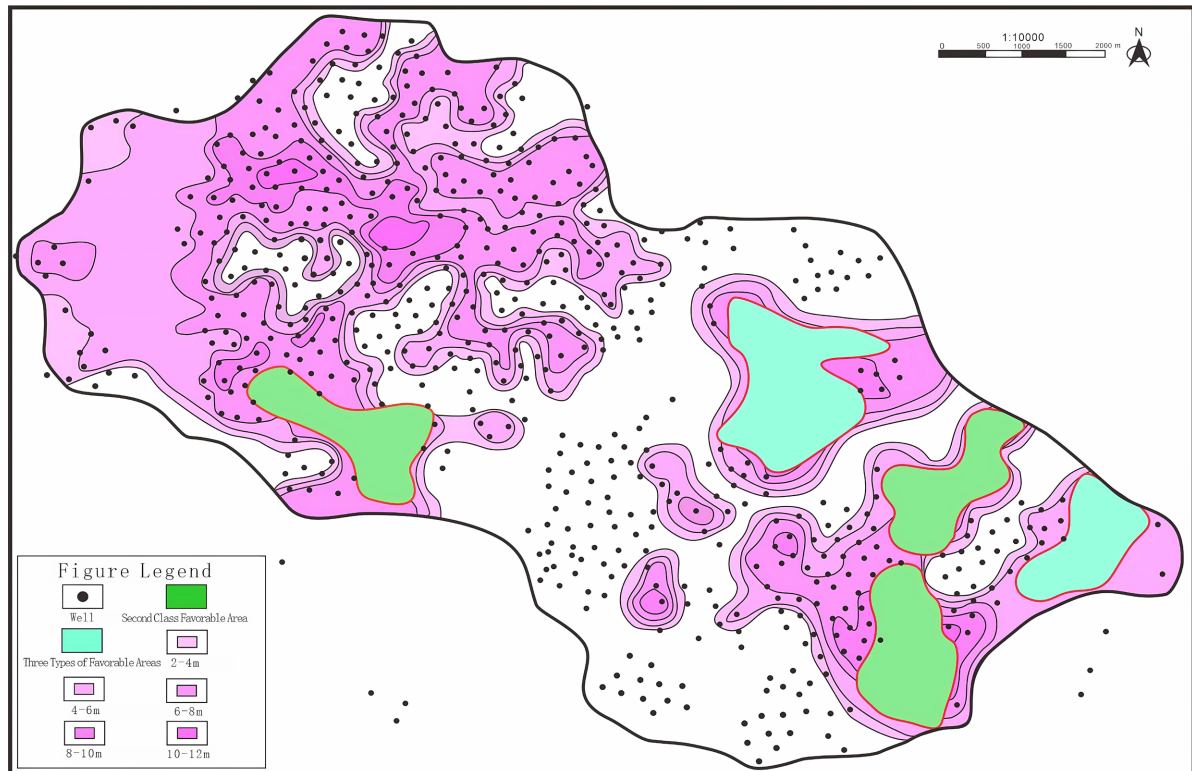 1:10000
0 500 1000 1500 2000 m
N
Figure Legend
Well
Second Class Favorable Area
Three Types of Favorable Areas
2-4m
4-6m
6-8m
8-10m
10-12m